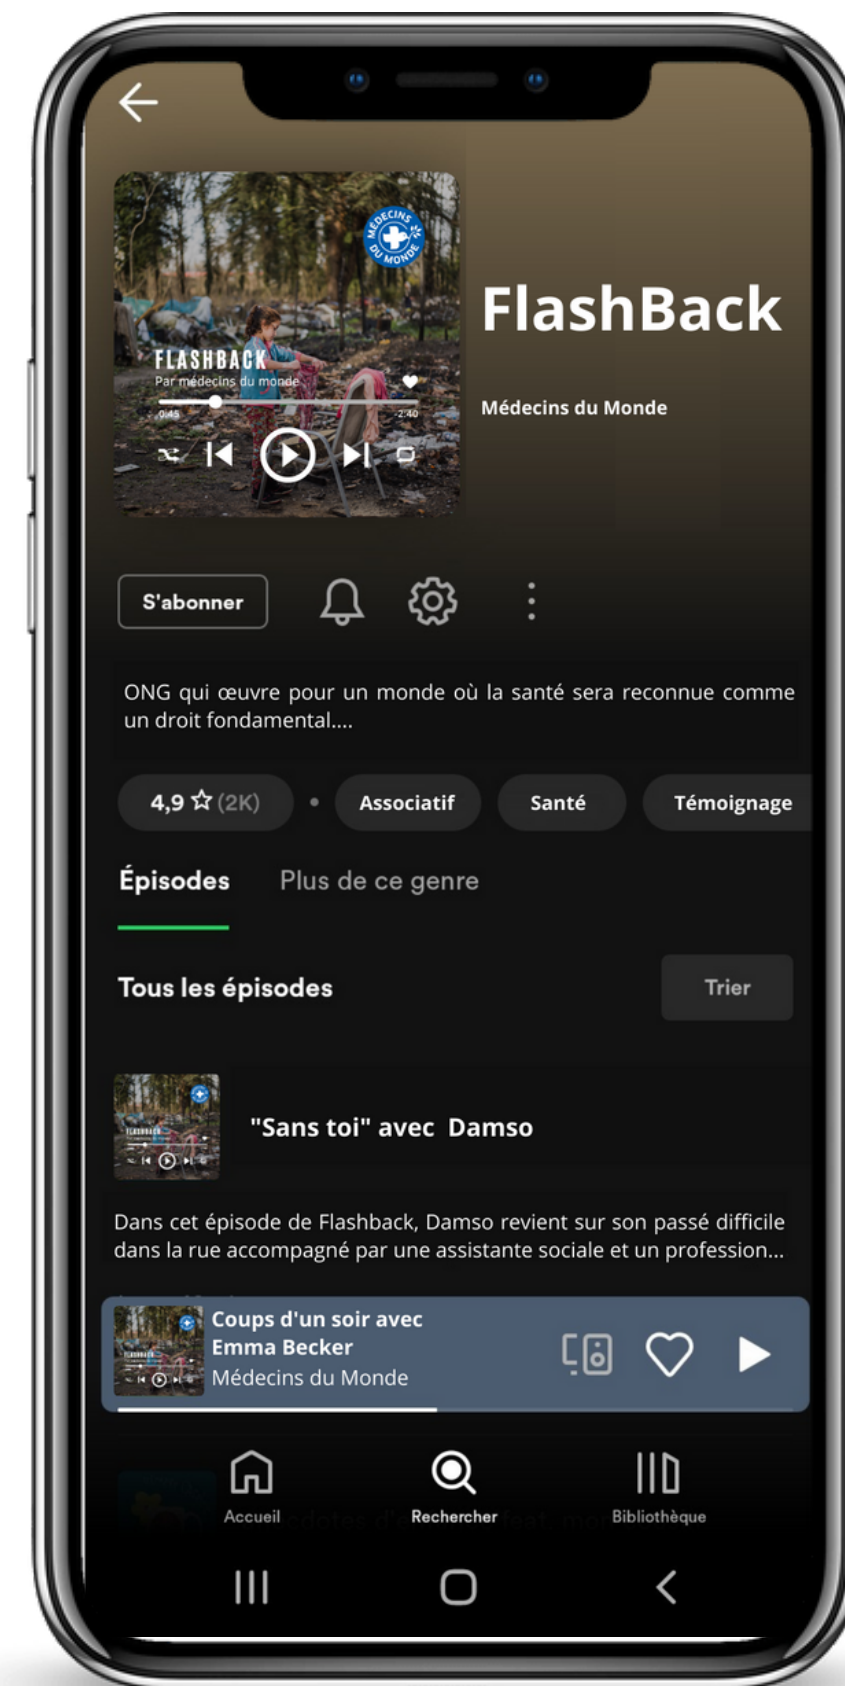 MÉDECINS
DU MONDE
FLASHBACK
Par médecins du monde
0:45
-2:40
FlashBack
Médecins du Monde
S'abonner
ONG qui œuvre pour un monde où la santé sera reconnue comme
un droit fondamental....
4,9 (2K)
Associatif
Santé
Témoignage
Épisodes
Plus de ce genre
Tous les épisodes
Trier
FLASHBACK
"Sans toi" avec Damso
Dans cet épisode de Flashback, Damso revient sur son passé difficile
dans la rue accompagné par une assistante sociale et un profession...
Coups d'un soir avec
Emma Becker
Médecins du Monde
Accueil
Rechercher
Bibliothèque